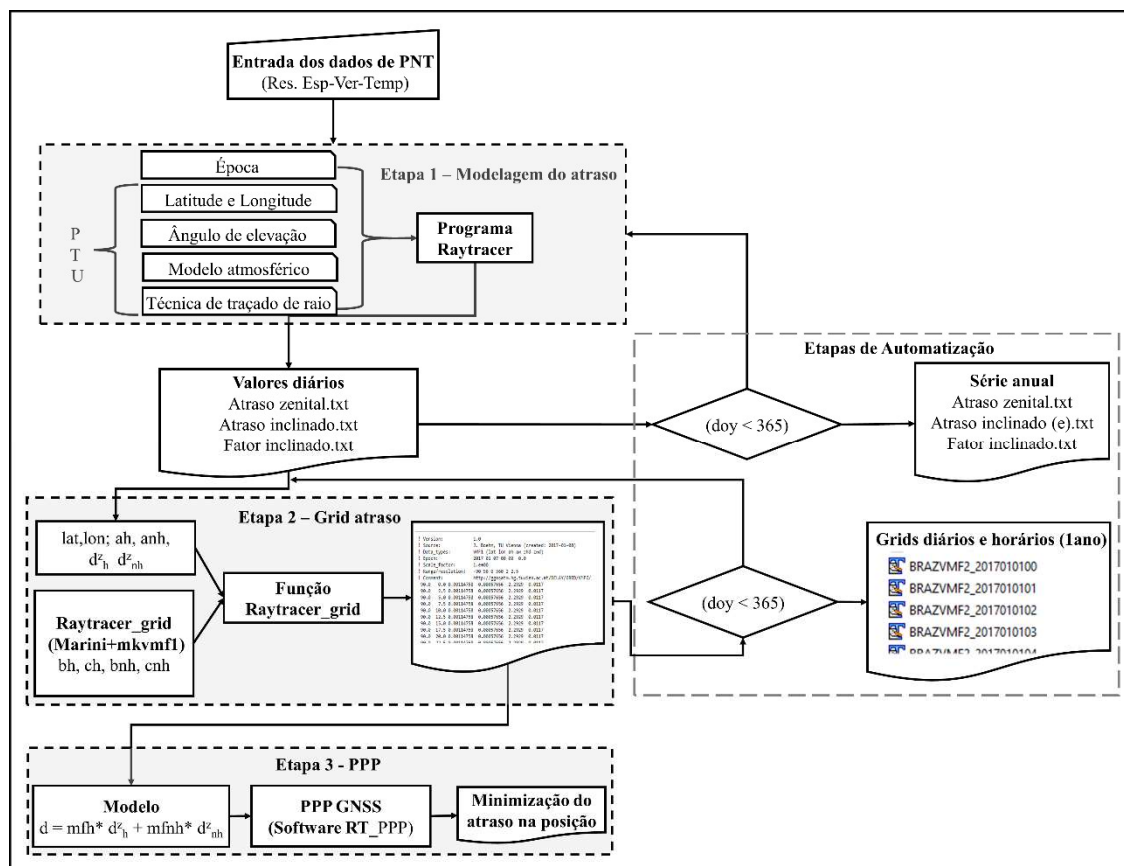 Entrada dos dados de PNT
(Res. Esp-Ver-Temp)
Etapa 1 – Modelagem do atraso
P
T
U
Época
Latitude e Longitude
Ângulo de elevação
Modelo atmosférico
Técnica de traçado de raio
Programa
Raytracer
Valores diários
Atraso zenital.txt
Atraso inclinado.txt
Fator inclinado.txt
Etapas de Automatização
(doy < 365)
Série anual
Atraso zenital.txt
Atraso inclinado (e).txt
Fator inclinado.txt
Etapa 2 – Grid atraso
lat,lon; ah, anh,
dᶻh dᶻnh
Raytracer_grid
(Marini+mkvmf1)
bh, ch, bnh, cnh
Função
Raytracer_grid
! Version: 1.0
(doy < 365)
Grids diários e horários (1ano)
BRAZVMF2_2017010100
BRAZVMF2_2017010101
BRAZVMF2_2017010102
BRAZVMF2_2017010103
BRAZVMF2_2017010104
Etapa 3 - PPP
Modelo
d = mfh* dᶻh + mfnh* dᶻnh
PPP GNSS
(Software RT_PPP)
Minimização do
atraso na posição